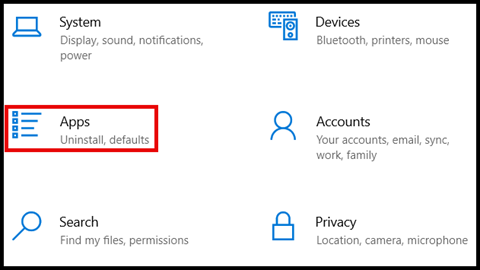 System
Display, sound, notifications,
power
Devices
Bluetooth, printers, mouse
Apps
Uninstall, defaults
Accounts
Your accounts, email, sync,
work, family
Search
Find my files, permissions
Privacy
Location, camera, microphone